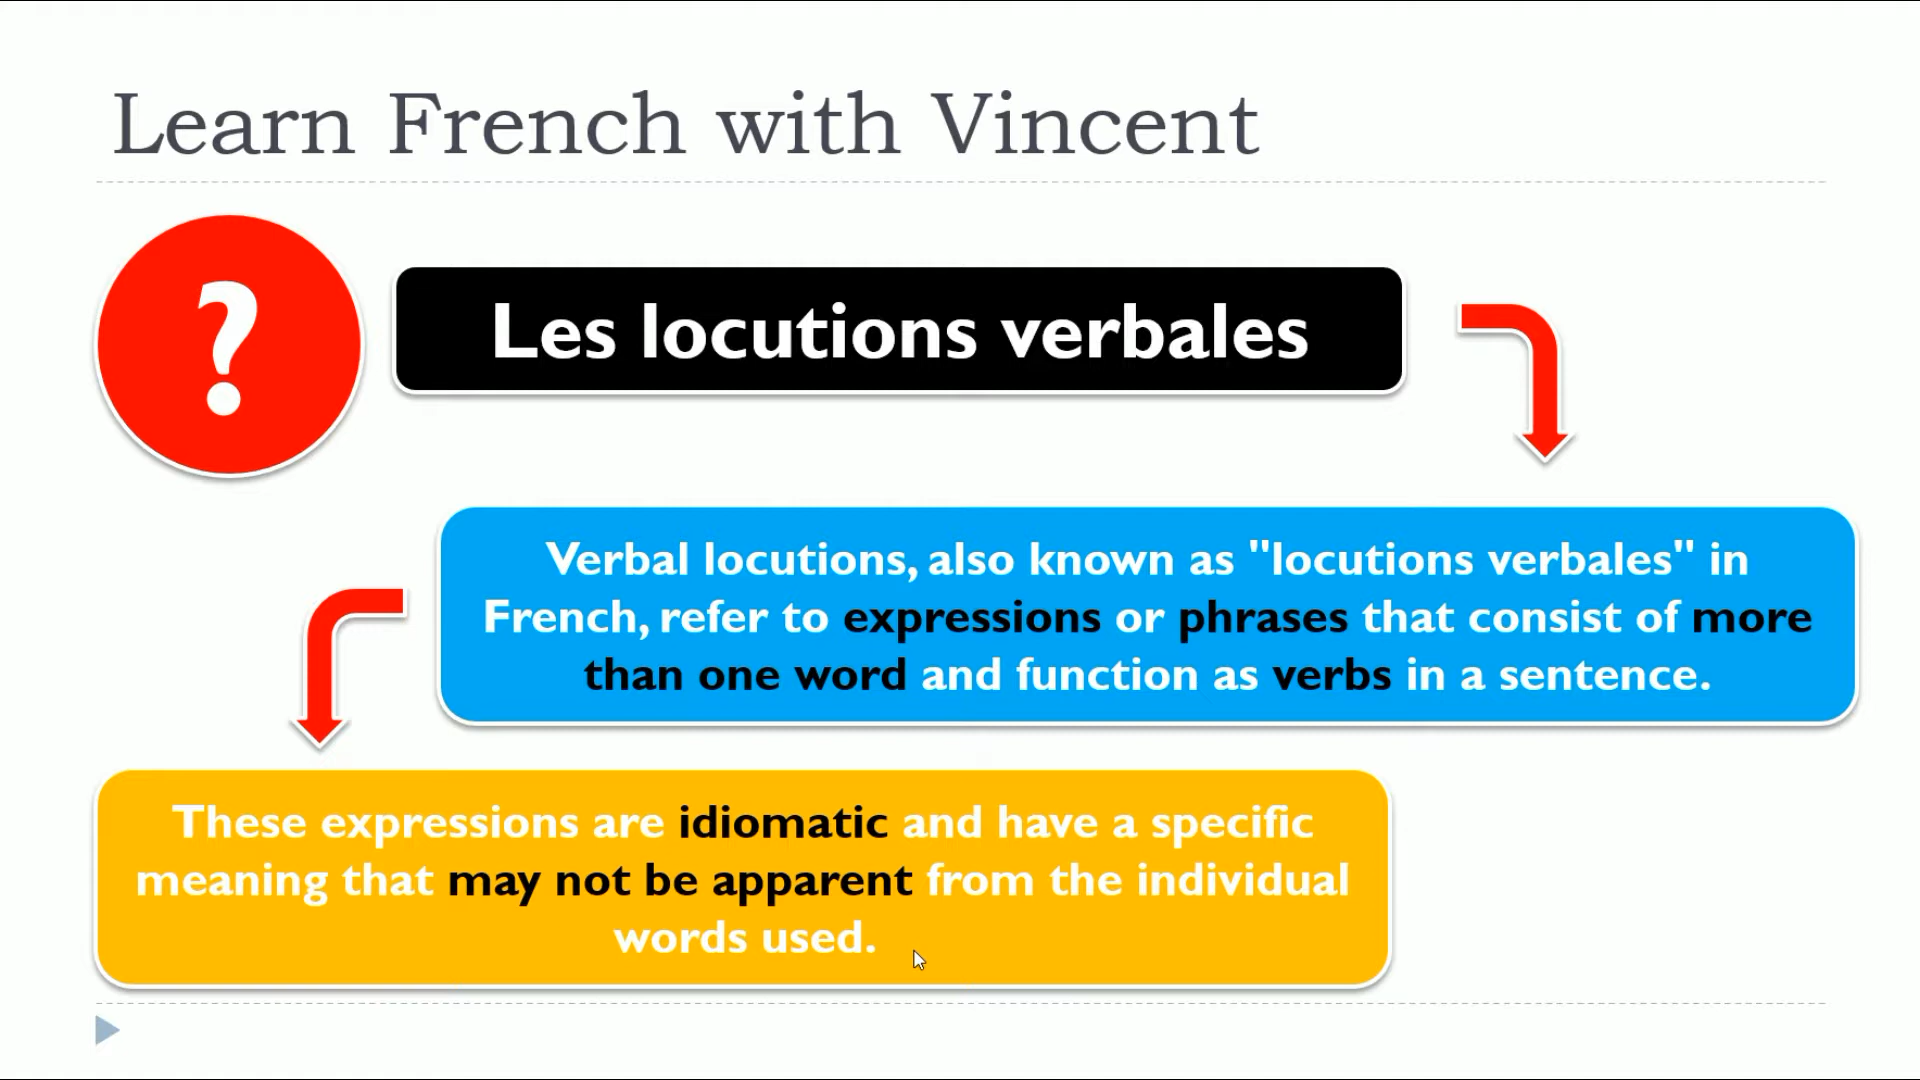 Learn French with Vincent
?
Les locutions verbales
Verbal locutions, also known as "locutions verbales" in
French, refer to expressions or phrases that consist of more
than one word and function as verbs in a sentence.
These expressions are idiomatic and have a specific
meaning that may not be apparent from the individual
words used.